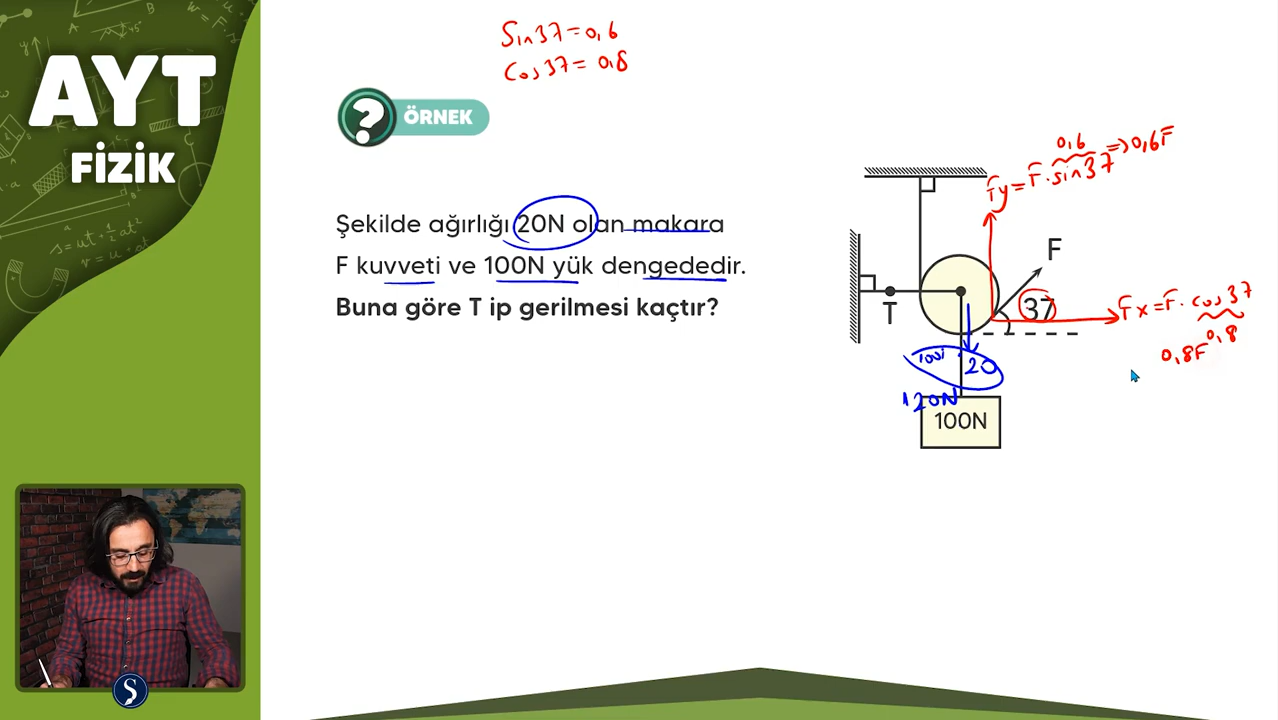 AYT
FİZİK
Sin37=0,6
Cos37=0,8
? ÖRNEK
Şekilde ağırlığı 20N olan makara
F kuvveti ve 100N yük dengededir.
Buna göre T ip gerilmesi kaçtır?
0,6
Fy=F.sin37 => 0,6F
F
37
Fx=F.cos37
0,8
0,8F
T
20
120N
100N
S